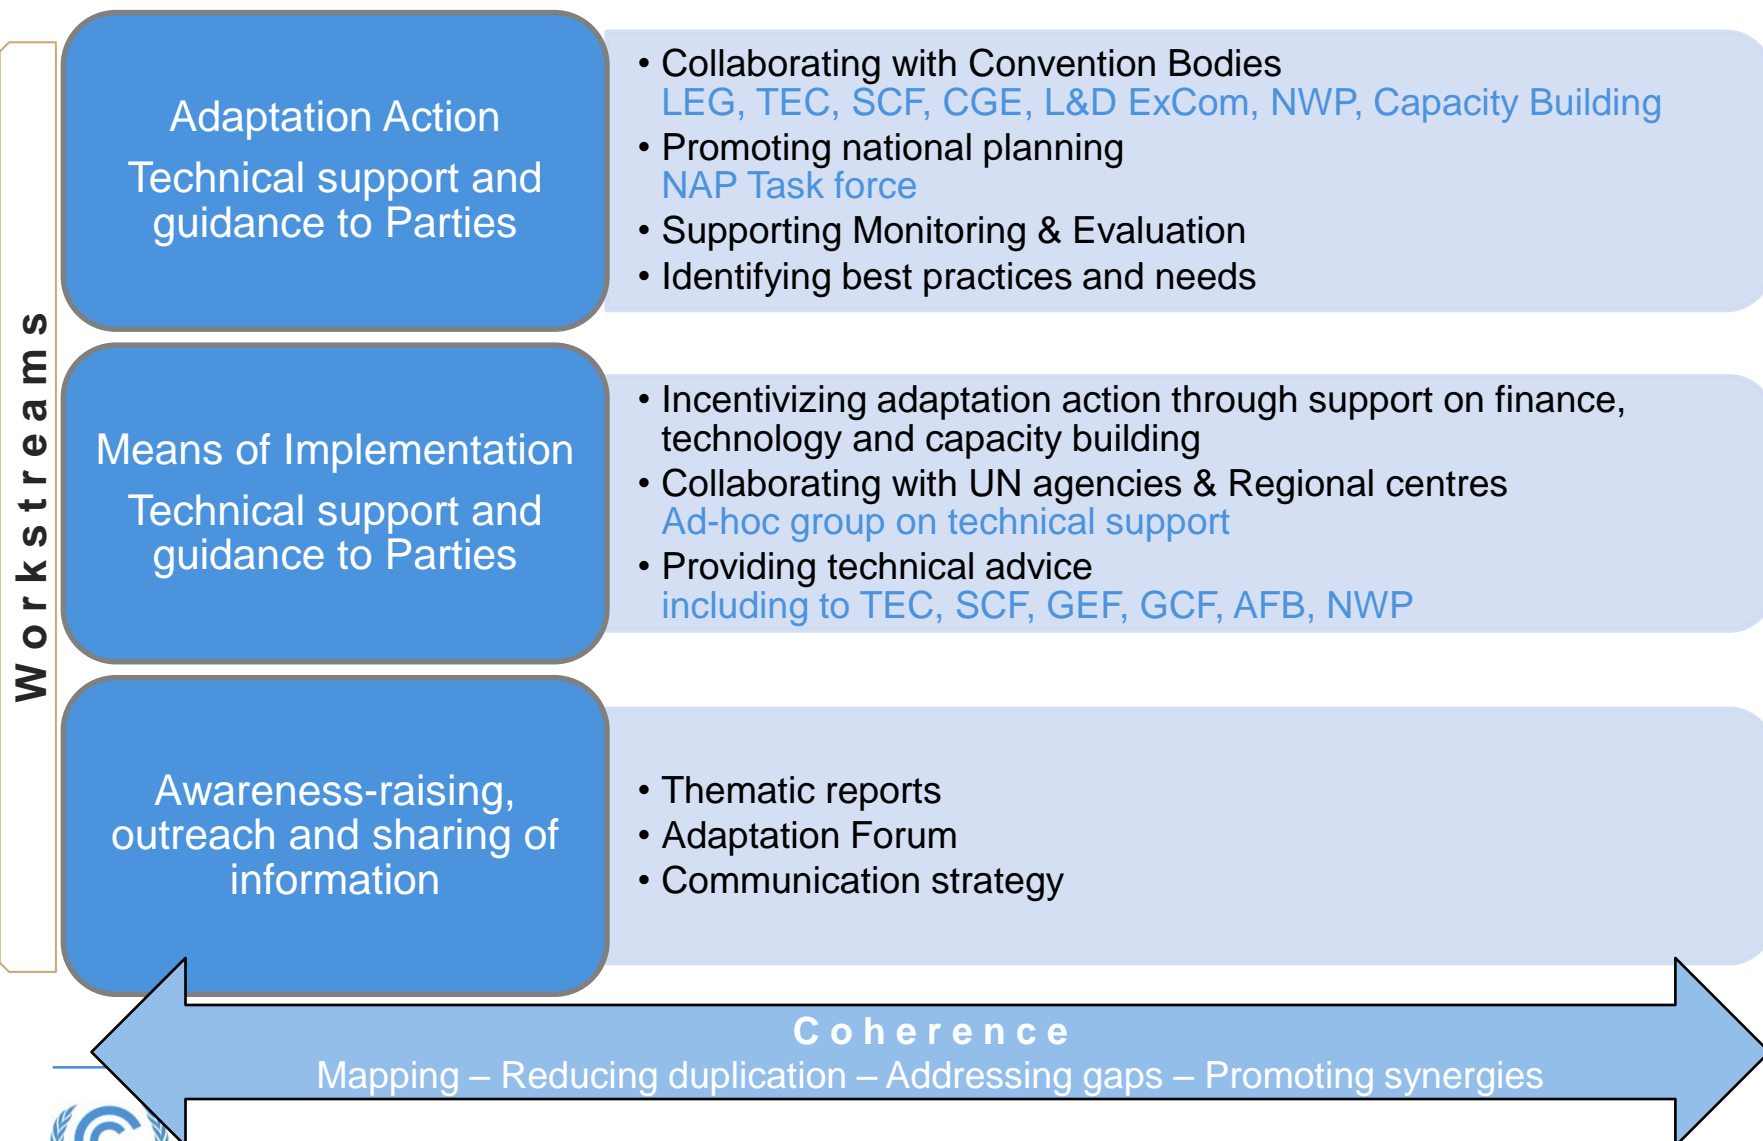 Workstreams
Adaptation Action
Technical support and
guidance to Parties
• Collaborating with Convention Bodies
LEG, TEC, SCF, CGE, L&D ExCom, NWP, Capacity Building
• Promoting national planning
NAP Task force
• Supporting Monitoring & Evaluation
• Identifying best practices and needs
Means of Implementation
Technical support and
guidance to Parties
• Incentivizing adaptation action through support on finance,
technology and capacity building
• Collaborating with UN agencies & Regional centres
Ad-hoc group on technical support
• Providing technical advice
including to TEC, SCF, GEF, GCF, AFB, NWP
Awareness-raising,
outreach and sharing of
information
• Thematic reports
• Adaptation Forum
• Communication strategy
Coherence
Mapping – Reducing duplication – Addressing gaps – Promoting synergies